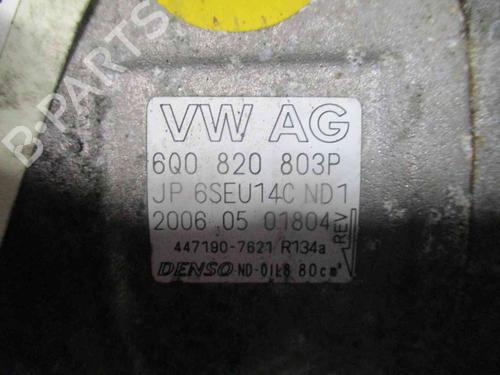 B-PARTS
VW AG
6Q0 820 803P
JP 6SEU14C ND1
2006 05 01804
REV
447190-7621 R134a
DENSO ND-OIL8 80cm³